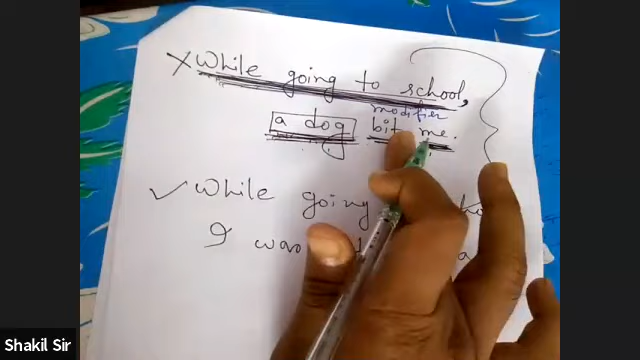 While going to school,
modifier
a dog bit me.
While going
I was
a
Shakil Sir